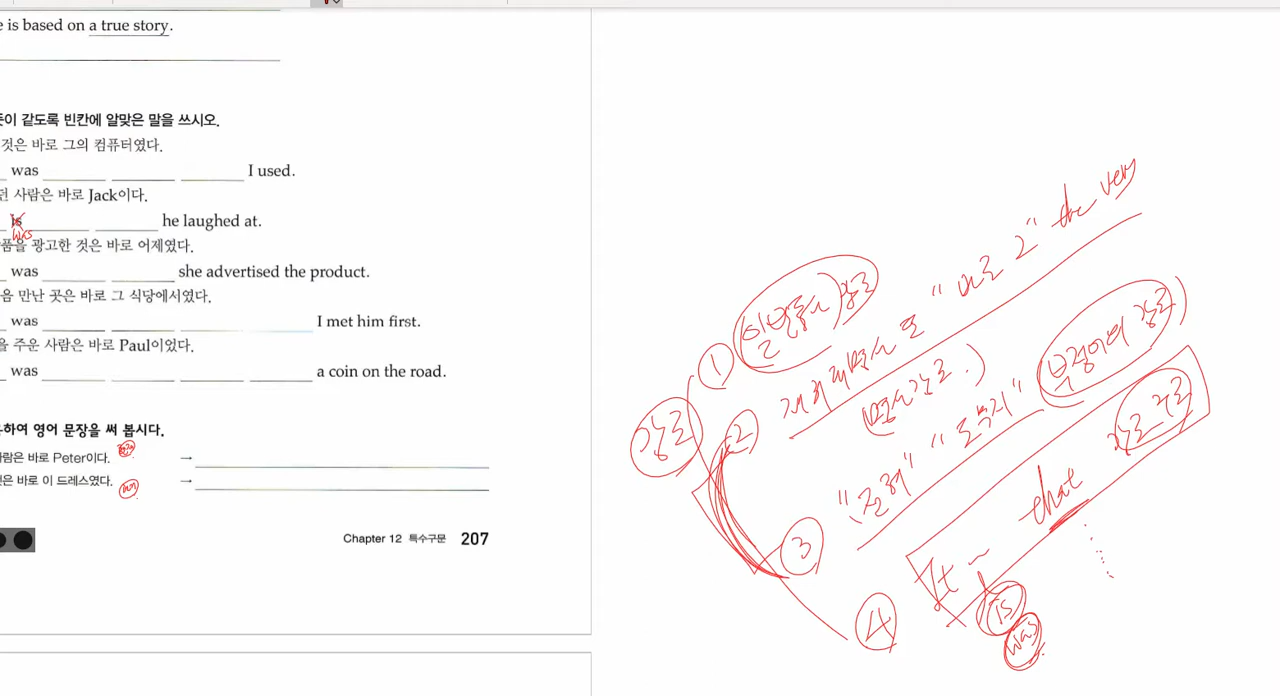 e is based on a true story.
뜻이 같도록 빈칸에 알맞은 말을 쓰시오.
것은 바로 그의 컴퓨터였다.
was I used.
던 사람은 바로 Jack이다.
is he laughed at.
was
품을 광고한 것은 바로 어제였다.
was she advertised the product.
음 만난 곳은 바로 그 식당에서였다.
was I met him first.
을 주운 사람은 바로 Paul이었다.
was a coin on the road.
하여 영어 문장을 써 봅시다.
사람은 바로 Peter이다. →
것은 바로 이 드레스였다. →
Chapter 12 특수구문 207
강조
① 일반동사 강조
② 재귀대명사 또 "바로 그" the very
(명사강조.)
③ "전혀" "도무지" 부정어의 강조
④ It ~ that 강조구문
is
was